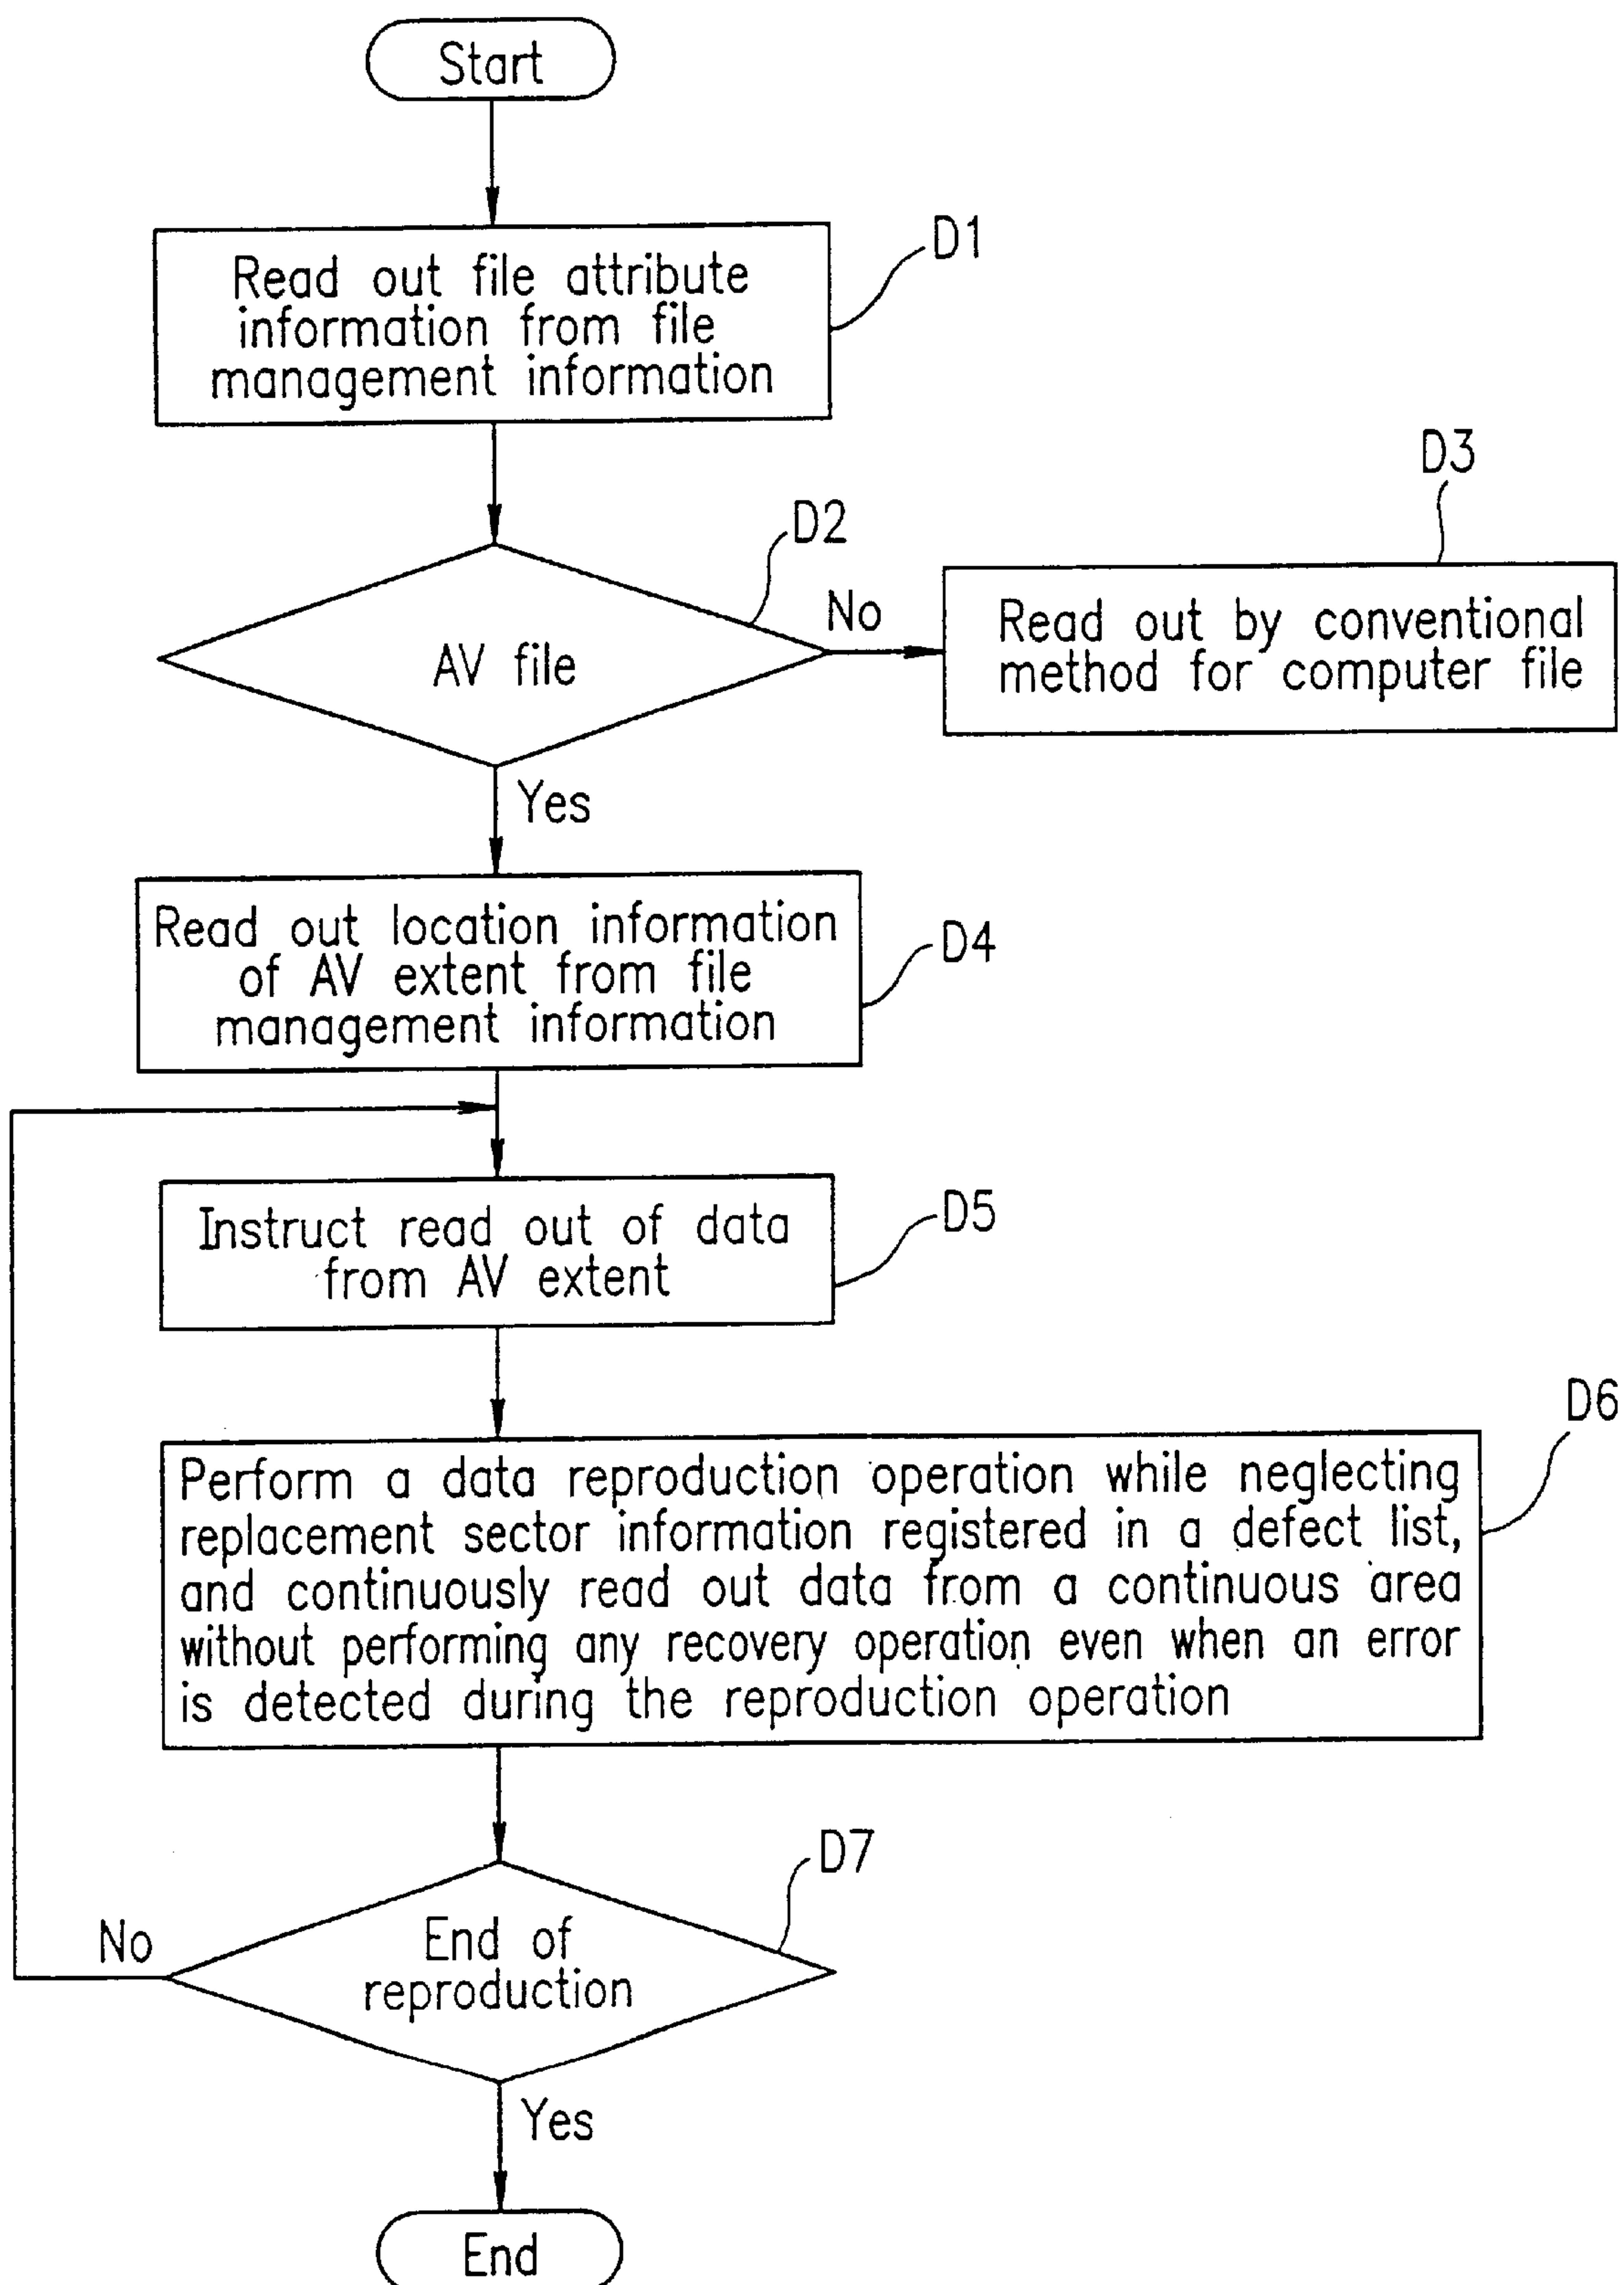 Start
Read out file attribute
information from file
management information
D1
D2
AV file
No
D3
Read out by conventional
method for computer file
Yes
Read out location information
of AV extent from file
management information
D4
Instruct read out of data
from AV extent
D5
D6
Perform a data reproduction operation while neglecting
replacement sector information registered in a defect list,
and continuously read out data from a continuous area
without performing any recovery operation even when an error
is detected during the reproduction operation
D7
End of
reproduction
No
Yes
End